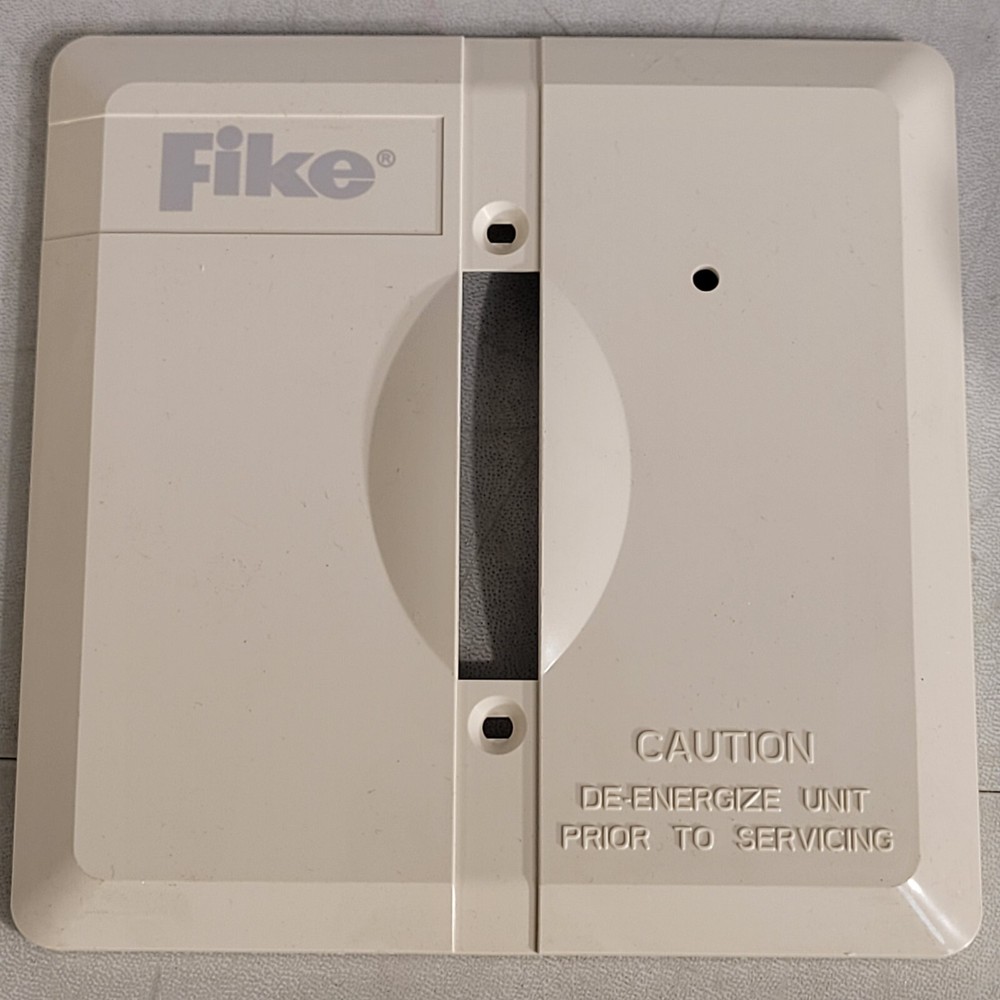 Fike®
CAUTION
DE-ENERGIZE UNIT
PRIOR TO SERVICING